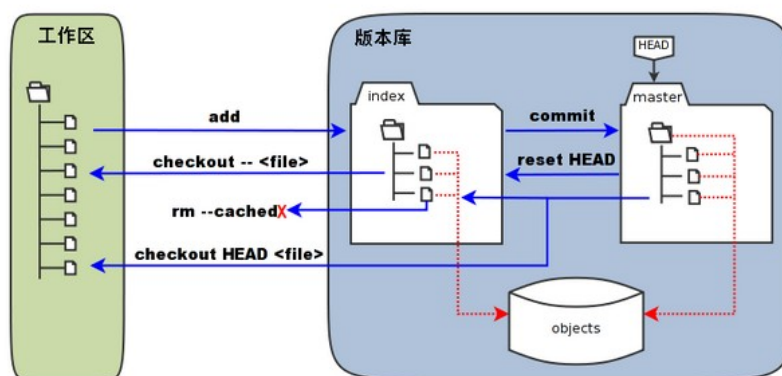 工作区
版本库
HEAD
index
master
add
commit
checkout -- <file>
reset HEAD
rm --cached
X
checkout HEAD <file>
objects